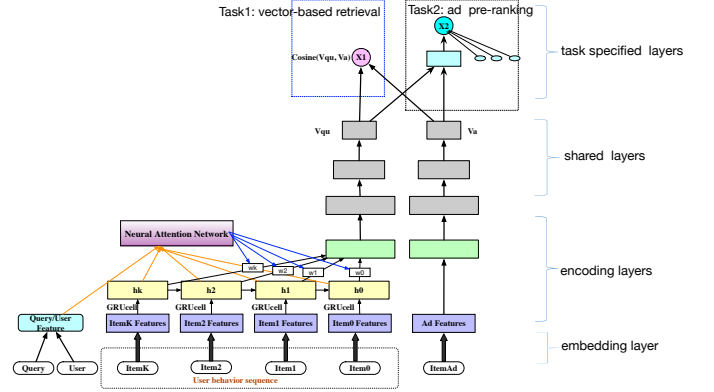 Task1: vector-based retrieval
Task2: ad pre-ranking
X2
Cosine(Vqu, Va)
X1
task specified layers
Vqu
Va
shared layers
Neural Attention Network
wk
w2
w1
w0
encoding layers
hk
h2
h1
h0
GRUcell
GRUcell
GRUcell
GRUcell
Query/User
Feature
ItemK Features
Item2 Features
Item1 Features
Item0 Features
Ad Features
embedding layer
Query
User
ItemK
Item2
Item1
Item0
ItemAd
User behavior sequence